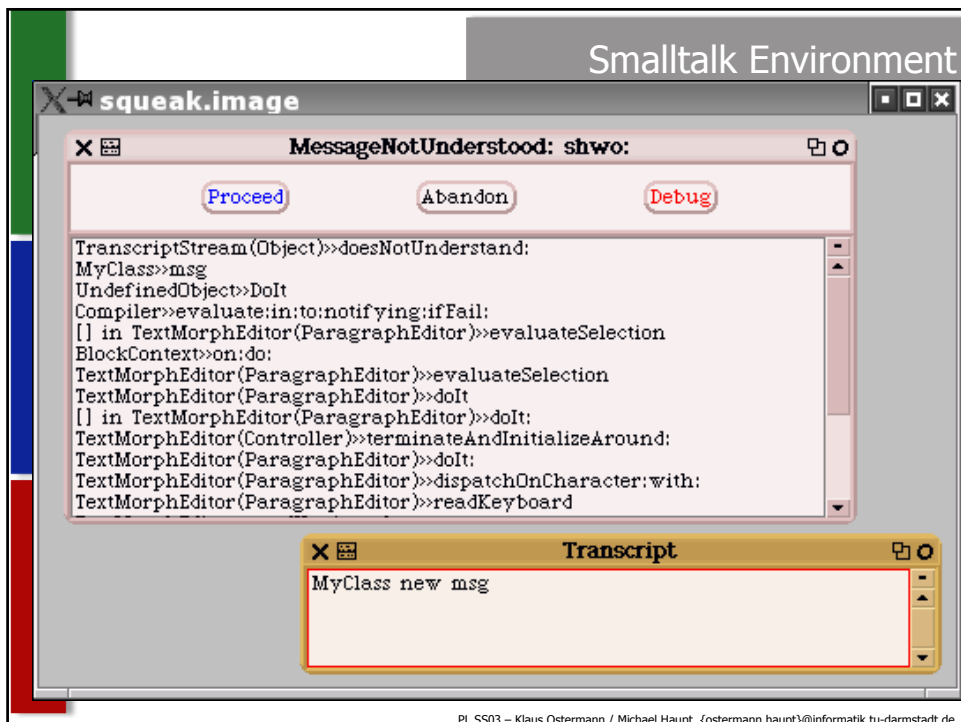 Smalltalk Environment
squeak.image
MessageNotUnderstood: shwo:
Proceed Abandon Debug
TranscriptStream(Object)>>doesNotUnderstand:
MyClass>>msg
UndefinedObject>>DoIt
Compiler>>evaluate:in:to:notifying:ifFail:
[] in TextMorphEditor(ParagraphEditor)>>evaluateSelection
BlockContext>>on:do:
TextMorphEditor(ParagraphEditor)>>evaluateSelection
TextMorphEditor(ParagraphEditor)>>doIt
[] in TextMorphEditor(ParagraphEditor)>>doIt:
TextMorphEditor(Controller)>>terminateAndInitializeAround:
TextMorphEditor(ParagraphEditor)>>doIt:
TextMorphEditor(ParagraphEditor)>>dispatchOnCharacter:with:
TextMorphEditor(ParagraphEditor)>>readKeyboard
Transcript
MyClass new msg
PL SS03 – Klaus Ostermann / Michael Haupt {ostermann,haupt}@informatik.tu-darmstadt.de